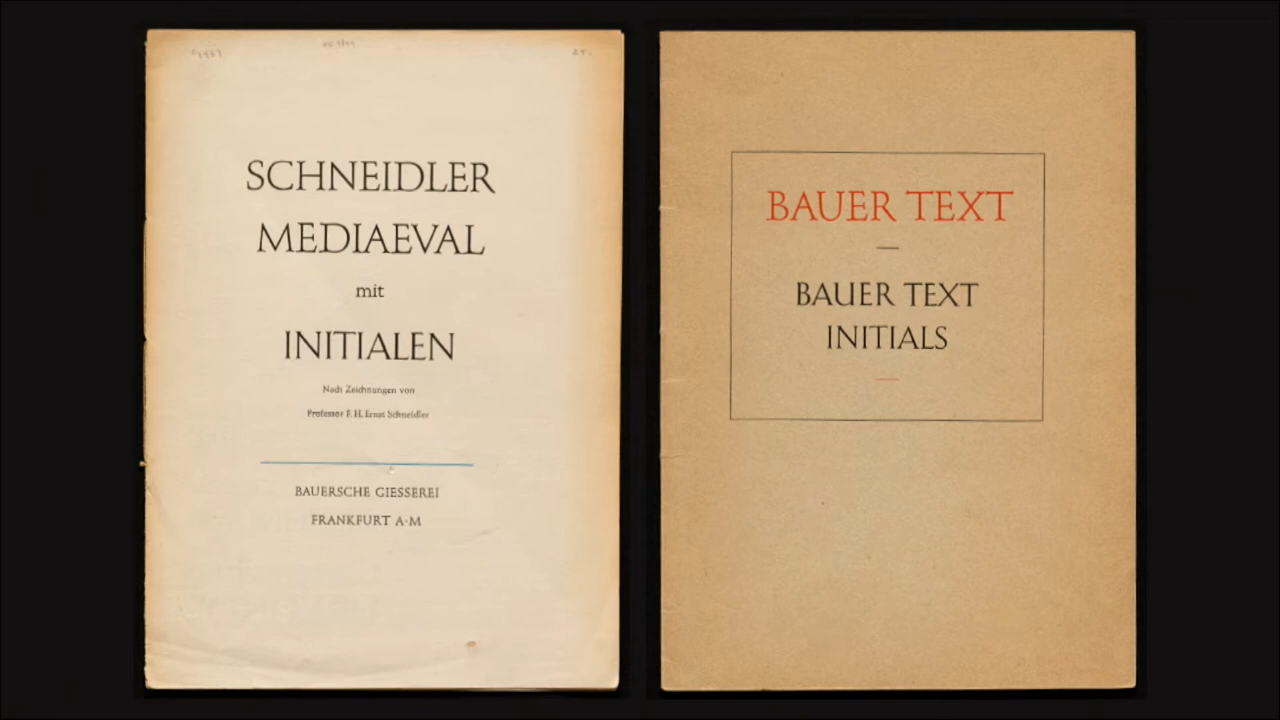 SCHNEIDLER
MEDIAEVAL
mit
INITIALEN
Nach Zeichnungen von
Professor F. H. Ernst Schneidler
BAUERSCHE GIESSEREI
FRANKFURT A·M
BAUER TEXT
BAUER TEXT
INITIALS